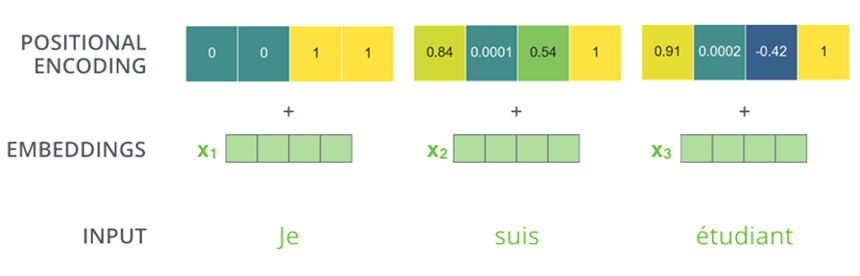 POSITIONAL ENCODING 0 0 1 1 0.84 0.0001 0.54 1 0.91 0.0002 -0.42 1
+ + +
EMBEDDINGS x1 x2 x3
INPUT Je suis étudiant